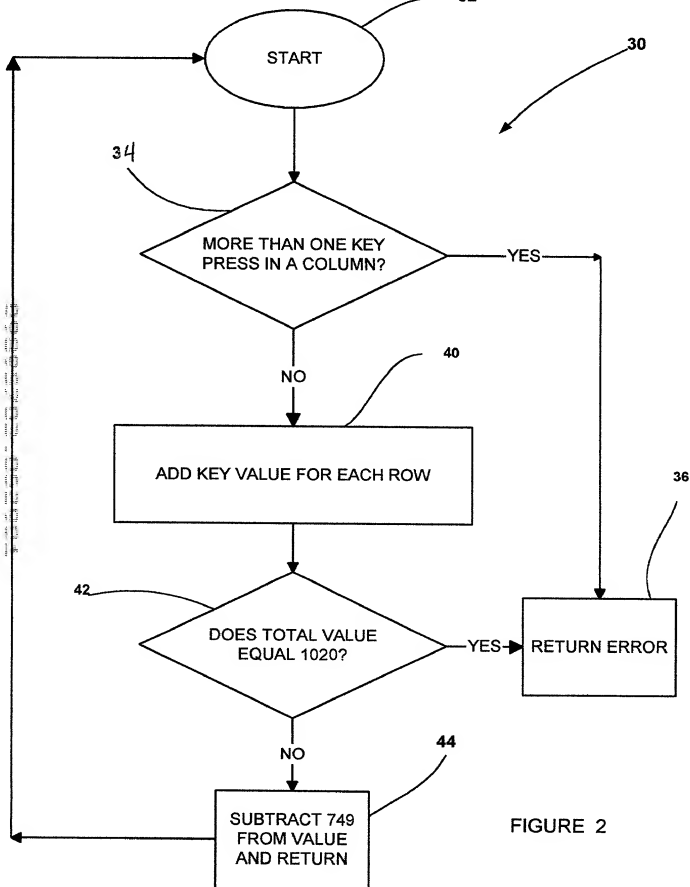 START
30
34
MORE THAN ONE KEY
PRESS IN A COLUMN?
YES
NO
40
ADD KEY VALUE FOR EACH ROW
36
42
DOES TOTAL VALUE
EQUAL 1020?
YES
RETURN ERROR
NO
44
SUBTRACT 749
FROM VALUE
AND RETURN
FIGURE 2